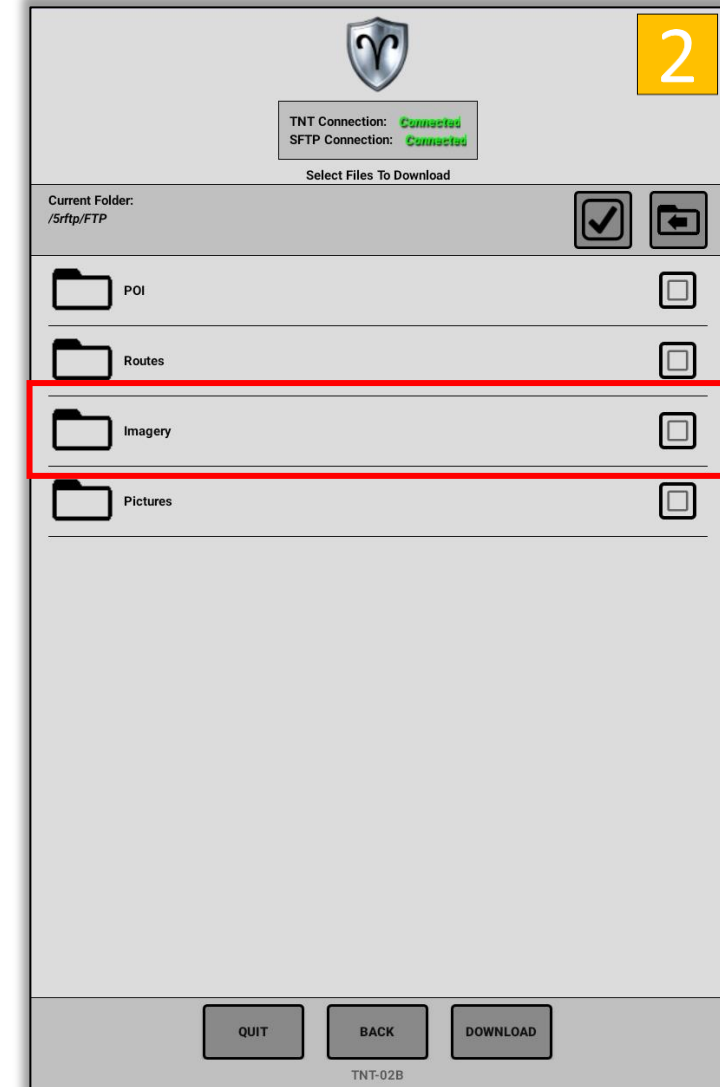 2
TNT Connection: Connected
SFTP Connection: Connected
Select Files To Download
Current Folder:
/5rftp/FTP
POI
Routes
Imagery
Pictures
QUIT BACK DOWNLOAD
TNT-02B